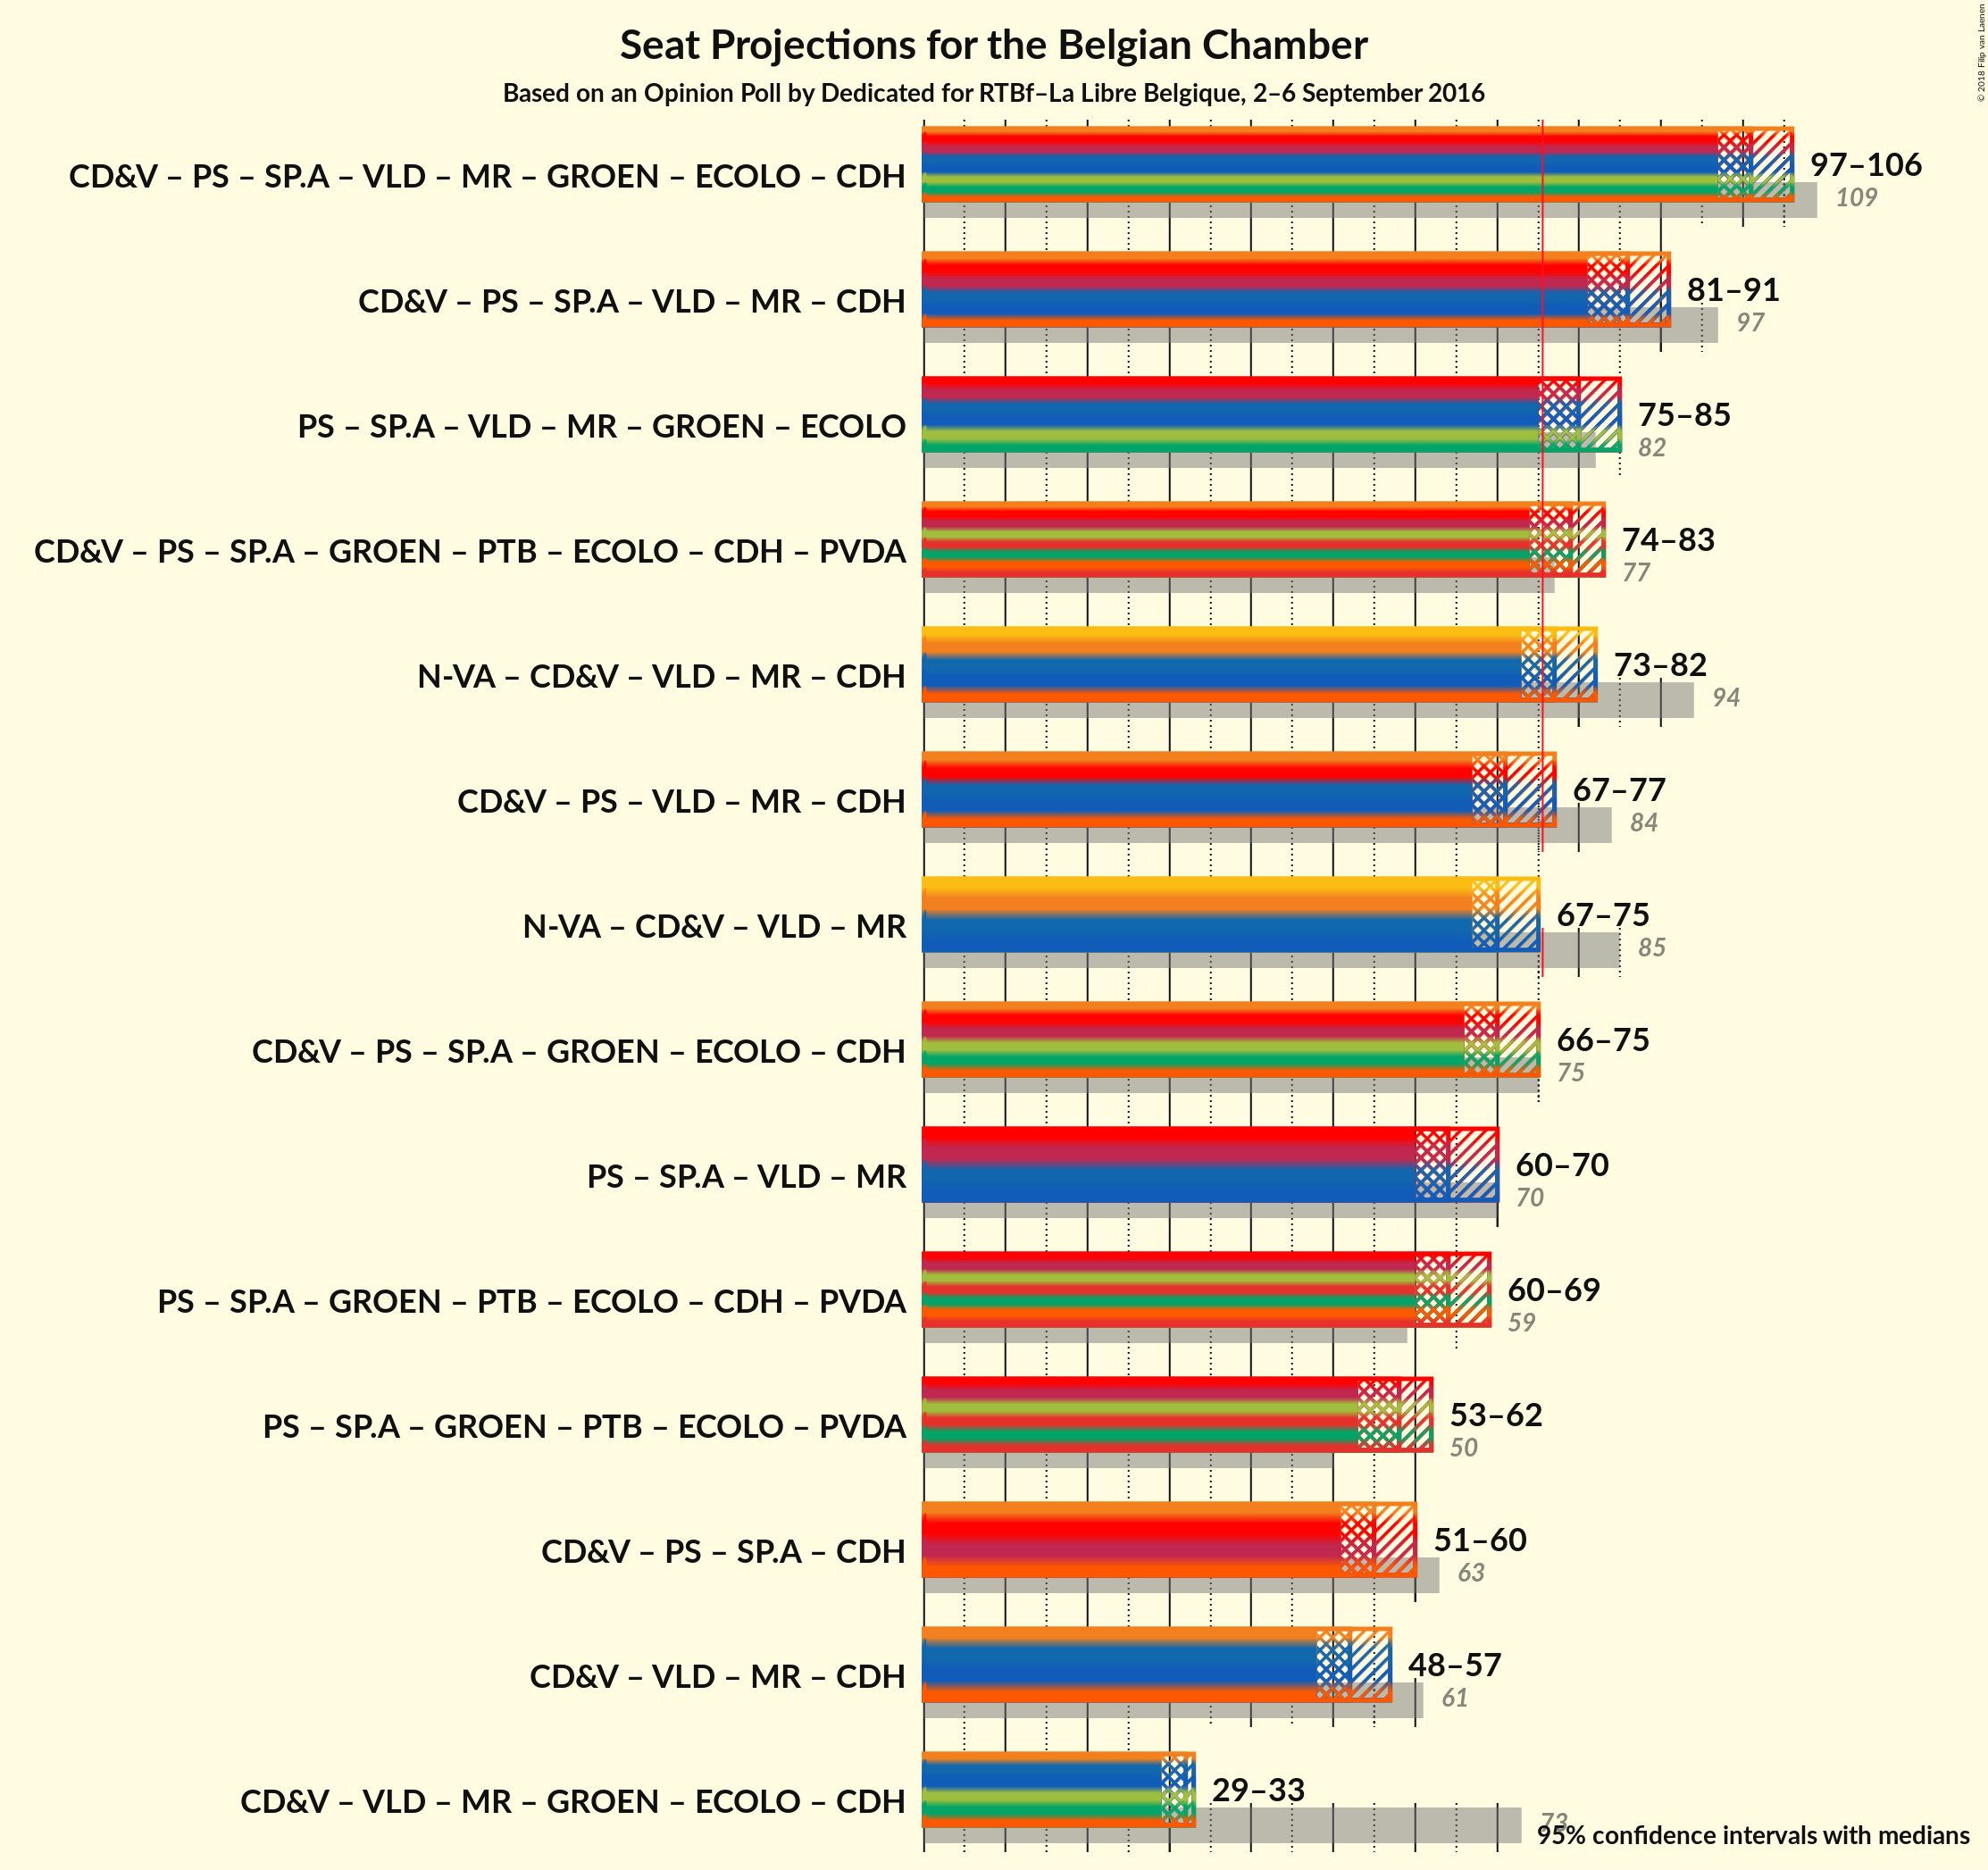 Seat Projections for the Belgian Chamber
Based on an Opinion Poll by Dedicated for RTBf–La Libre Belgique, 2–6 September 2016
© 2018 Filip van Laenen
CD&V – PS – SP.A – VLD – MR – GROEN – ECOLO – CDH
97–106
109
CD&V – PS – SP.A – VLD – MR – CDH
81–91
97
PS – SP.A – VLD – MR – GROEN – ECOLO
75–85
82
CD&V – PS – SP.A – GROEN – PTB – ECOLO – CDH – PVDA
74–83
77
N-VA – CD&V – VLD – MR – CDH
73–82
94
CD&V – PS – VLD – MR – CDH
67–77
84
N-VA – CD&V – VLD – MR
67–75
85
CD&V – PS – SP.A – GROEN – ECOLO – CDH
66–75
75
PS – SP.A – VLD – MR
60–70
70
PS – SP.A – GROEN – PTB – ECOLO – CDH – PVDA
60–69
59
PS – SP.A – GROEN – PTB – ECOLO – PVDA
53–62
50
CD&V – PS – SP.A – CDH
51–60
63
CD&V – VLD – MR – CDH
48–57
61
CD&V – VLD – MR – GROEN – ECOLO – CDH
29–33
73
95% confidence intervals with medians